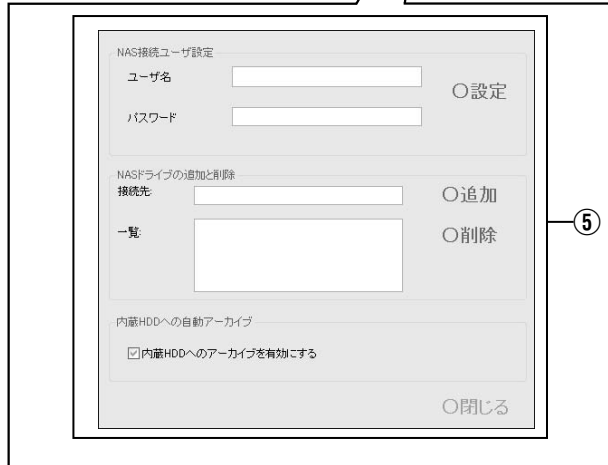 NAS接続ユーザ設定
ユーザ名
○設定
パスワード
NASドライブの追加と削除
接続先:
○追加
一覧:
○削除
⑤
内蔵HDDへの自動アーカイブ
内蔵HDDへのアーカイブを有効にする
○閉じる